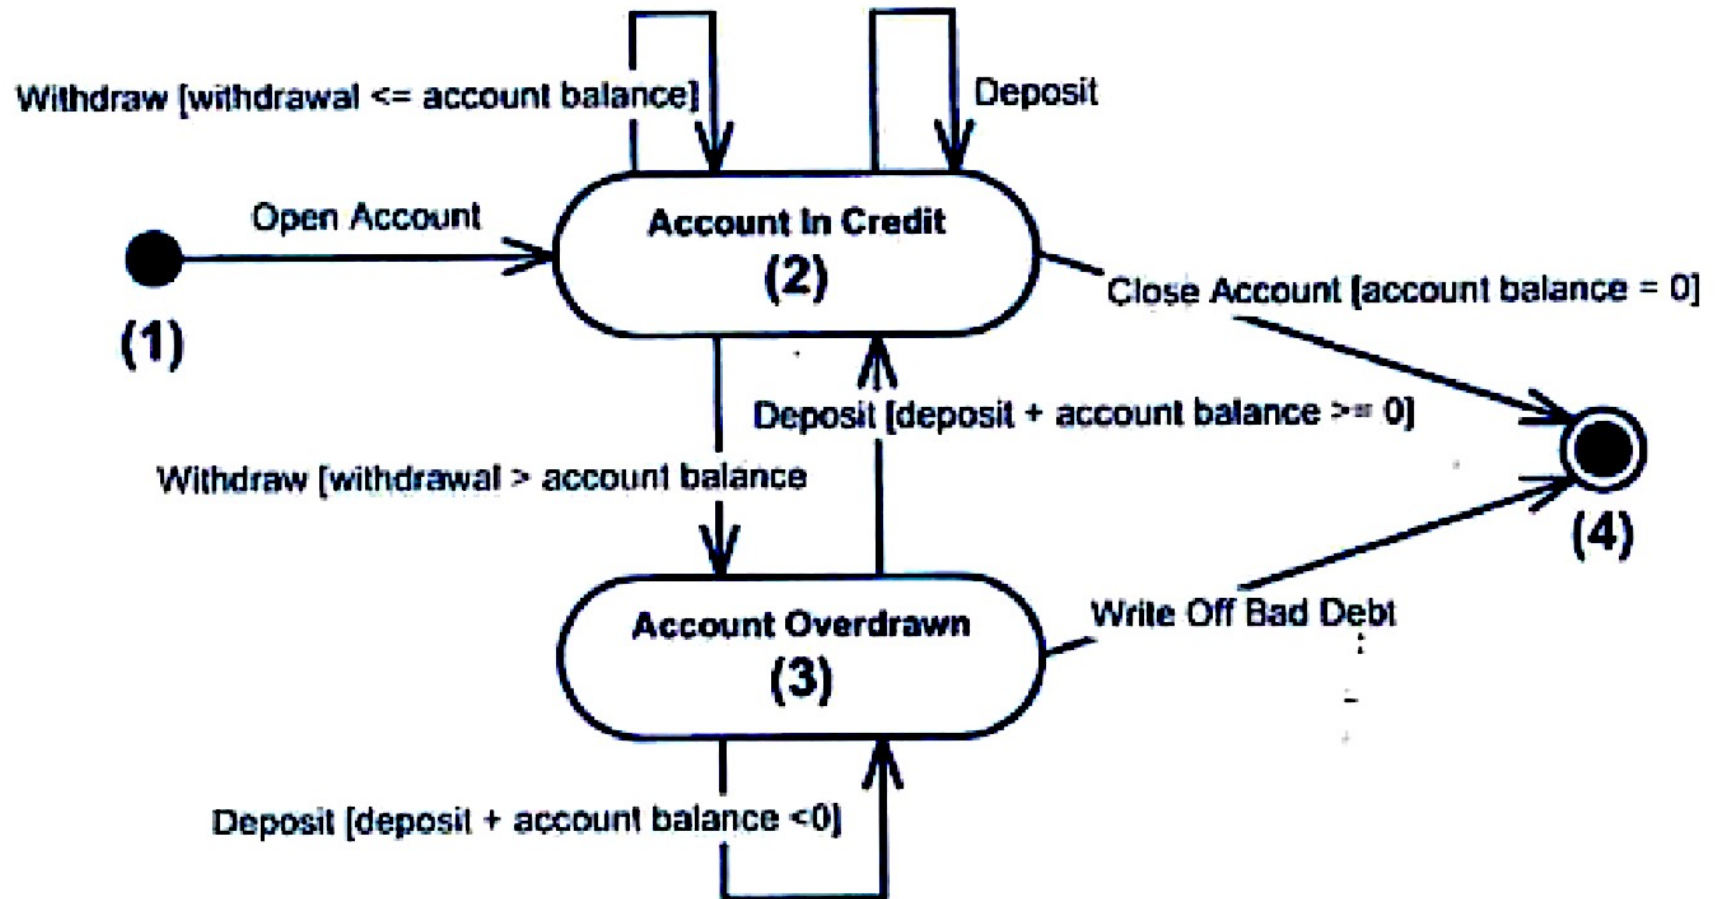 Withdraw [withdrawal <= account balance]
Deposit
Open Account
Account In Credit
(2)
Close Account [account balance = 0]
(1)
Deposit [deposit + account balance >= 0]
Withdraw [withdrawal > account balance
(4)
Account Overdrawn
(3)
Write Off Bad Debt
Deposit [deposit + account balance <0]